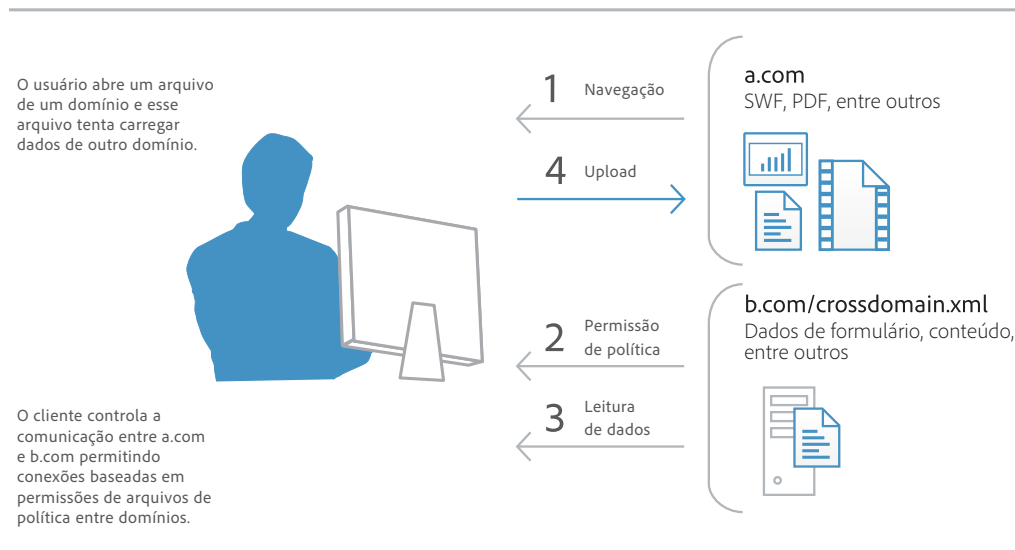 O usuário abre um arquivo
de um domínio e esse
arquivo tenta carregar
dados de outro domínio.
1 Navegação
4 Upload
a.com
SWF, PDF, entre outros
2 Permissão
de política
3 Leitura
de dados
b.com/crossdomain.xml
Dados de formulário, conteúdo,
entre outros
O cliente controla a
comunicação entre a.com
e b.com permitindo
conexões baseadas em
permissões de arquivos de
política entre domínios.